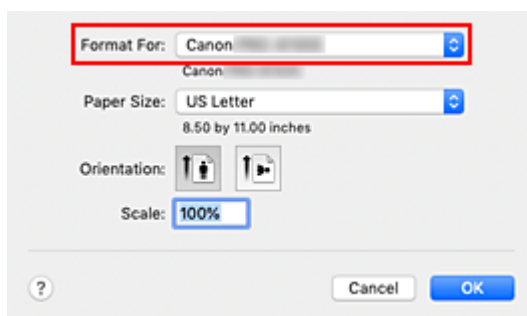 Format For: Canon
Canon
Paper Size: US Letter
8.50 by 11.00 inches
Orientation:
Scale: 100%
? Cancel OK